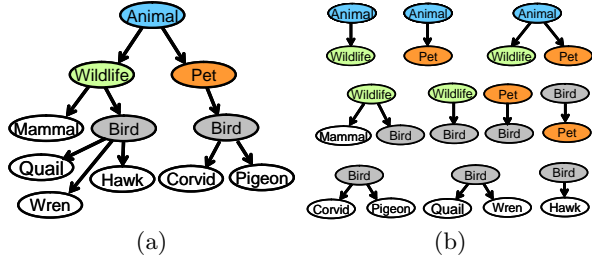 Animal
Wildlife Pet
Mammal Bird Bird
Quail Hawk Corvid Pigeon
Wren
(a)
Animal Animal Animal
Wildlife Pet Wildlife Pet
Wildlife Wildlife Pet Bird
Mammal Bird Bird Bird Pet
Bird Bird Bird
Corvid Pigeon Quail Wren Hawk
(b)